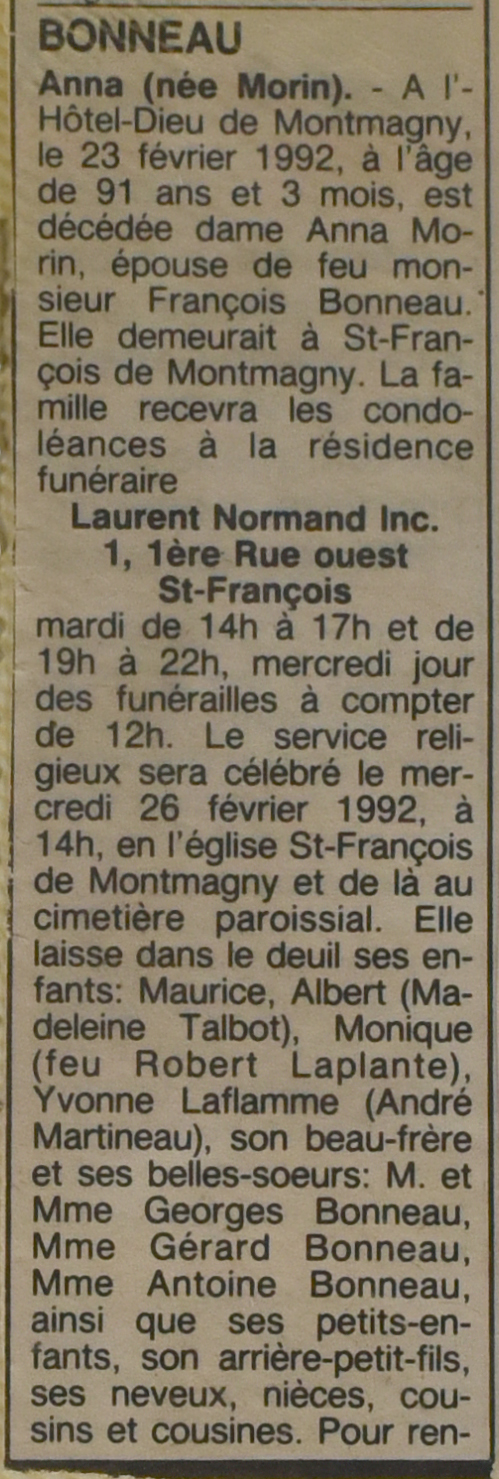 BONNEAU
Anna (née Morin). - A l'-
Hôtel-Dieu de Montmagny,
le 23 février 1992, à l'âge
de 91 ans et 3 mois, est
décédée dame Anna Mo-
rin, épouse de feu mon-
sieur François Bonneau.
Elle demeurait à St-Fran-
çois de Montmagny. La fa-
mille recevra les condo-
léances à la résidence
funéraire
Laurent Normand Inc.
1, 1ère Rue ouest
St-François
mardi de 14h à 17h et de
19h à 22h, mercredi jour
des funérailles à compter
de 12h. Le service reli-
gieux sera célébré le mer-
credi 26 février 1992, à
14h, en l'église St-François
de Montmagny et de là au
cimetière paroissial. Elle
laisse dans le deuil ses en-
fants: Maurice, Albert (Ma-
deleine Talbot), Monique
(feu Robert Laplante),
Yvonne Laflamme (André
Martineau), son beau-frère
et ses belles-soeurs: M. et
Mme Georges Bonneau,
Mme Gérard Bonneau,
Mme Antoine Bonneau,
ainsi que ses petits-en-
fants, son arrière-petit-fils,
ses neveux, nièces, cou-
sins et cousines. Pour ren-